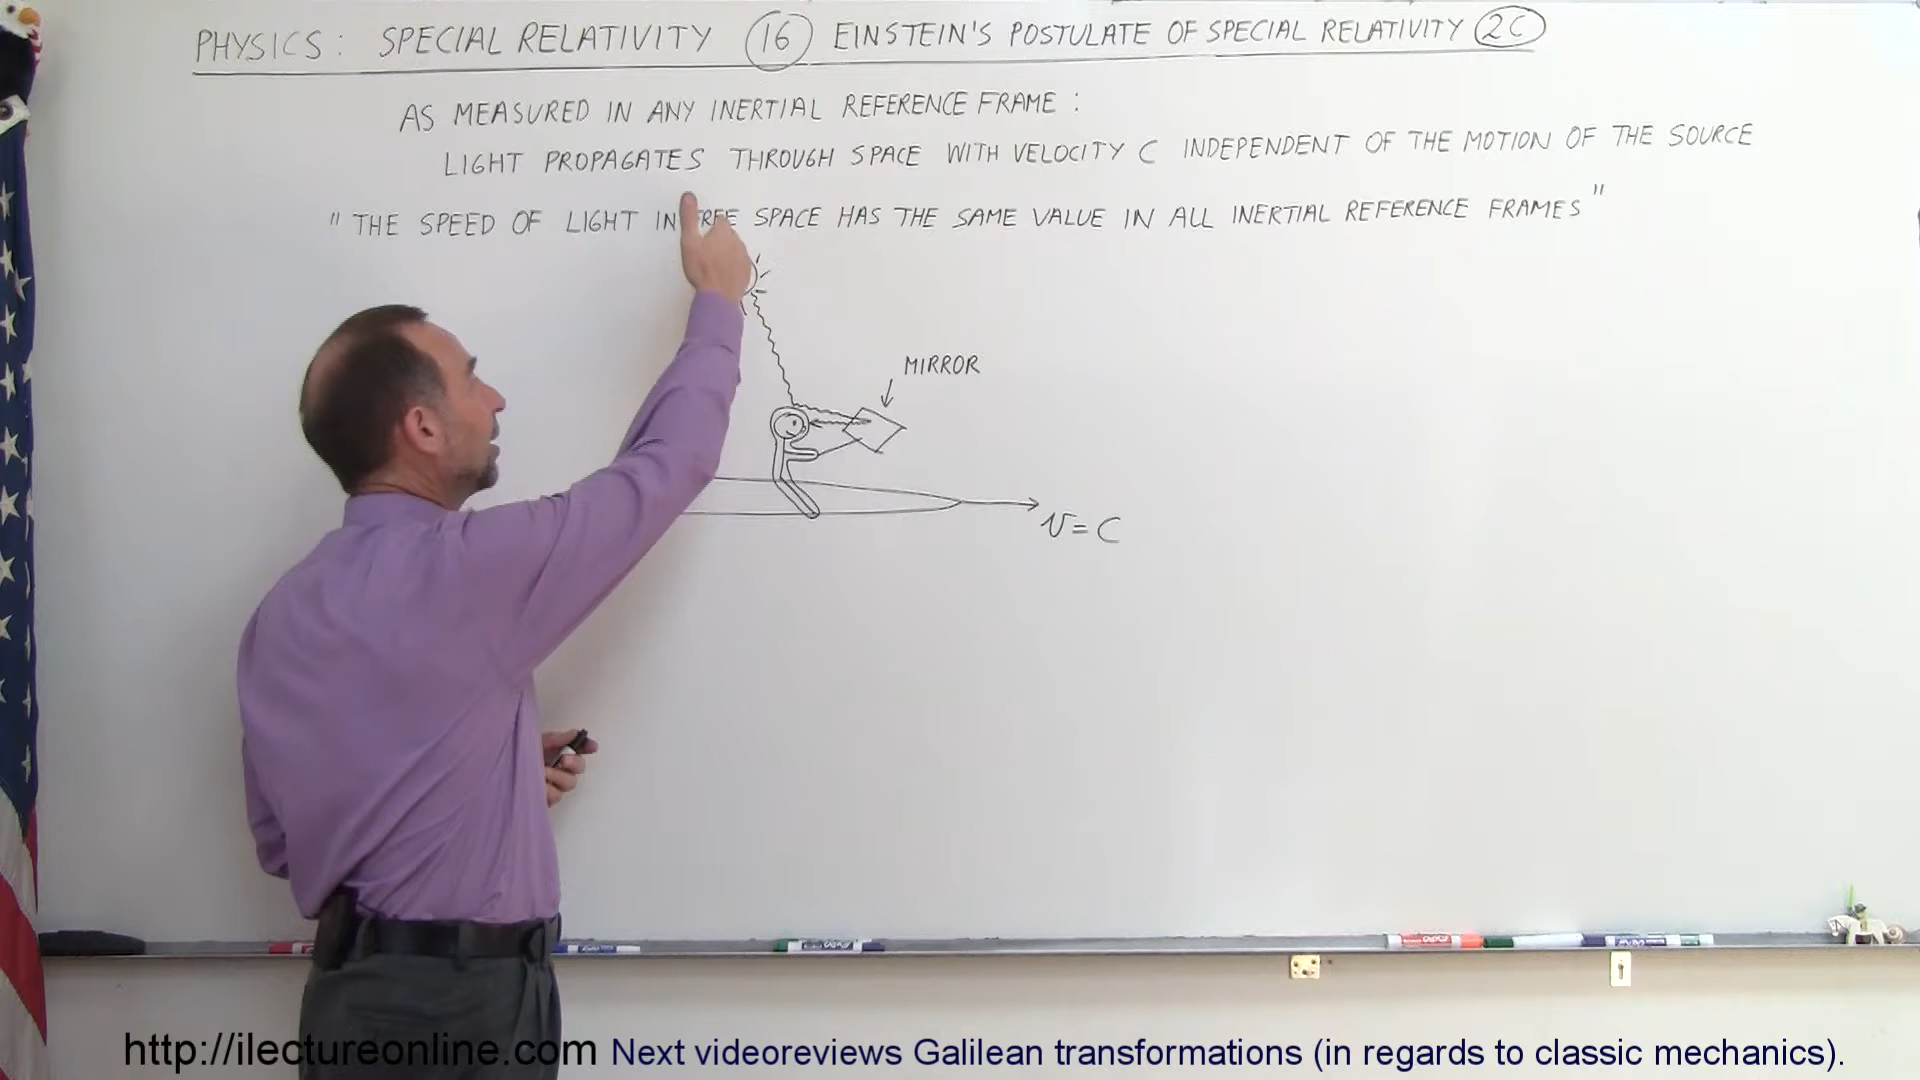 PHYSICS: SPECIAL RELATIVITY 16 EINSTEIN'S POSTULATE OF SPECIAL RELATIVITY 2C
AS MEASURED IN ANY INERTIAL REFERENCE FRAME:
LIGHT PROPAGATES THROUGH SPACE WITH VELOCITY C INDEPENDENT OF THE MOTION OF THE SOURCE
"THE SPEED OF LIGHT IN FREE SPACE HAS THE SAME VALUE IN ALL INERTIAL REFERENCE FRAMES"
MIRROR
v=c
http://ilectureonline.com Next videoreviews Galilean transformations (in regards to classic mechanics).